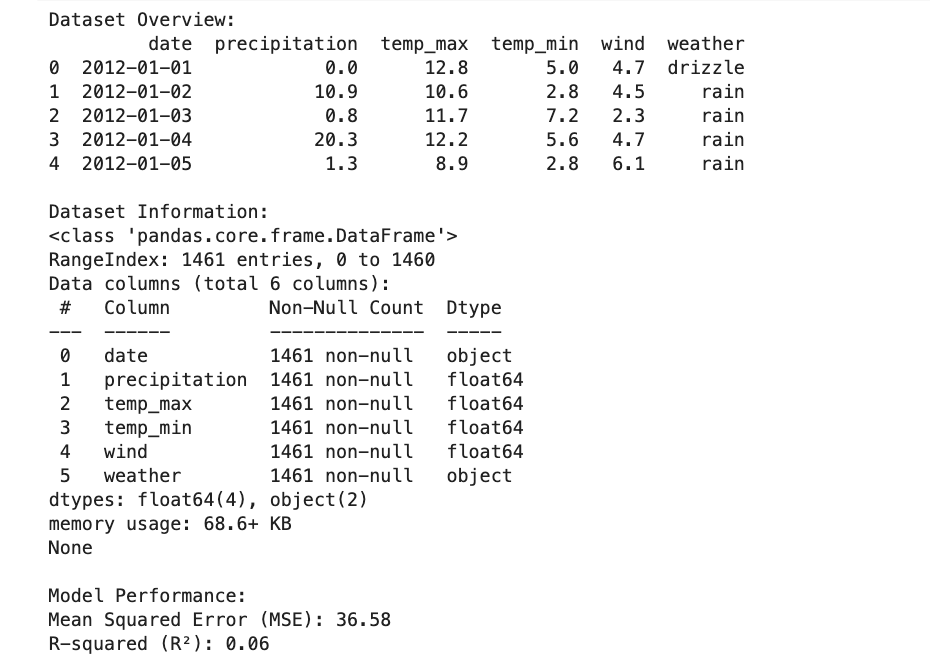 Dataset Overview:
         date  precipitation  temp_max  temp_min  wind  weather
0  2012-01-01            0.0      12.8       5.0   4.7  drizzle
1  2012-01-02           10.9      10.6       2.8   4.5     rain
2  2012-01-03            0.8      11.7       7.2   2.3     rain
3  2012-01-04           20.3      12.2       5.6   4.7     rain
4  2012-01-05            1.3       8.9       2.8   6.1     rain

Dataset Information:
<class 'pandas.core.frame.DataFrame'>
RangeIndex: 1461 entries, 0 to 1460
Data columns (total 6 columns):
 #   Column         Non-Null Count  Dtype
---  ------         --------------  -----
 0   date           1461 non-null   object
 1   precipitation  1461 non-null   float64
 2   temp_max       1461 non-null   float64
 3   temp_min       1461 non-null   float64
 4   wind           1461 non-null   float64
 5   weather        1461 non-null   object
dtypes: float64(4), object(2)
memory usage: 68.6+ KB
None

Model Performance:
Mean Squared Error (MSE): 36.58
R-squared (R²): 0.06